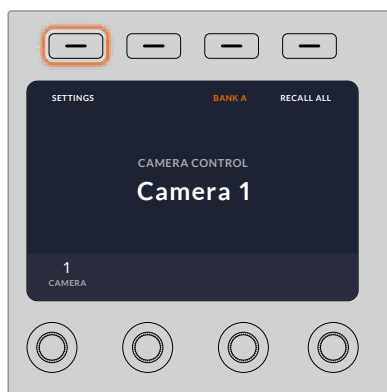 SETTINGS BANK A RECALL ALL
CAMERA CONTROL
Camera 1
1
CAMERA